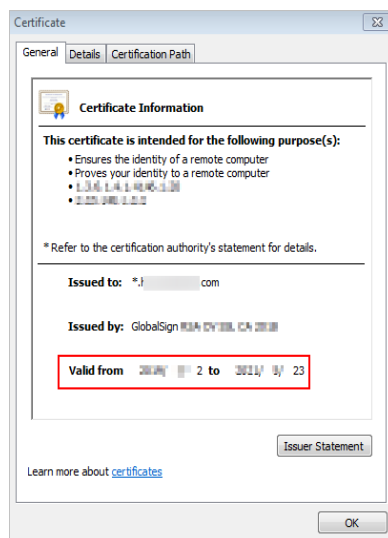 Certificate
General Details Certification Path
Certificate Information
This certificate is intended for the following purpose(s):
• Ensures the identity of a remote computer
• Proves your identity to a remote computer
•
•
* Refer to the certification authority's statement for details.
Issued to: *. com
Issued by: GlobalSign
Valid from 2 to 23
Issuer Statement
Learn more about certificates
OK